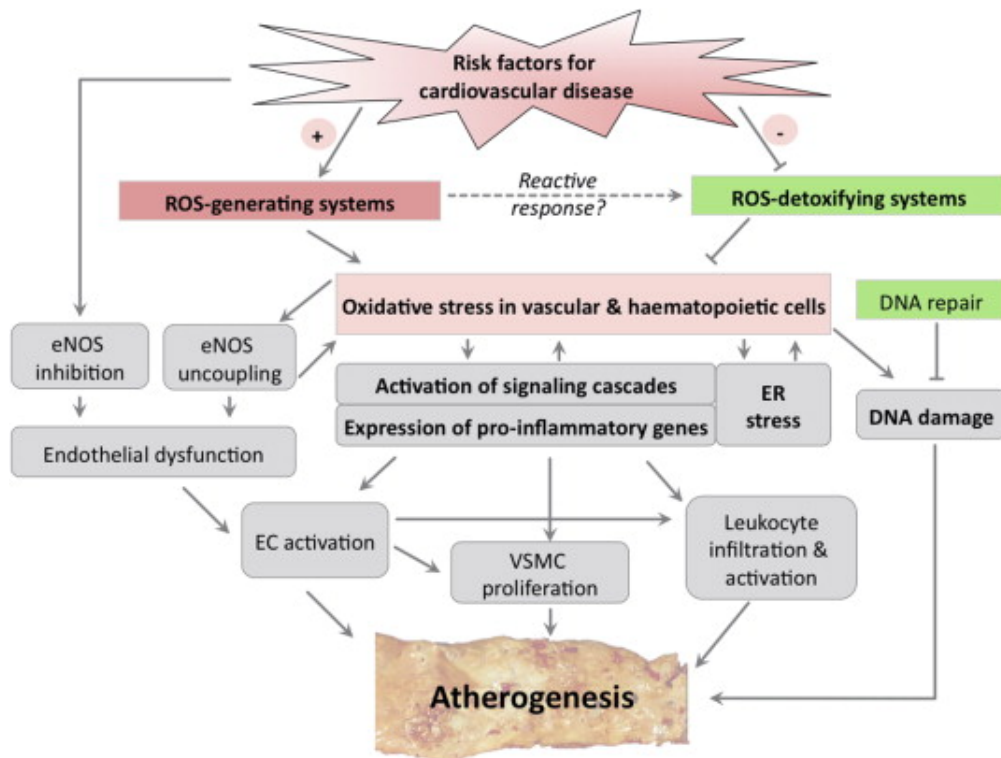 Risk factors for
cardiovascular disease
+
-
Reactive
response?
ROS-generating systems
ROS-detoxifying systems
Oxidative stress in vascular & haematopoietic cells
DNA repair
eNOS
inhibition
eNOS
uncoupling
Activation of signaling cascades
Expression of pro-inflammatory genes
ER
stress
DNA damage
Endothelial dysfunction
EC activation
VSMC
proliferation
Leukocyte
infiltration &
activation
Atherogenesis